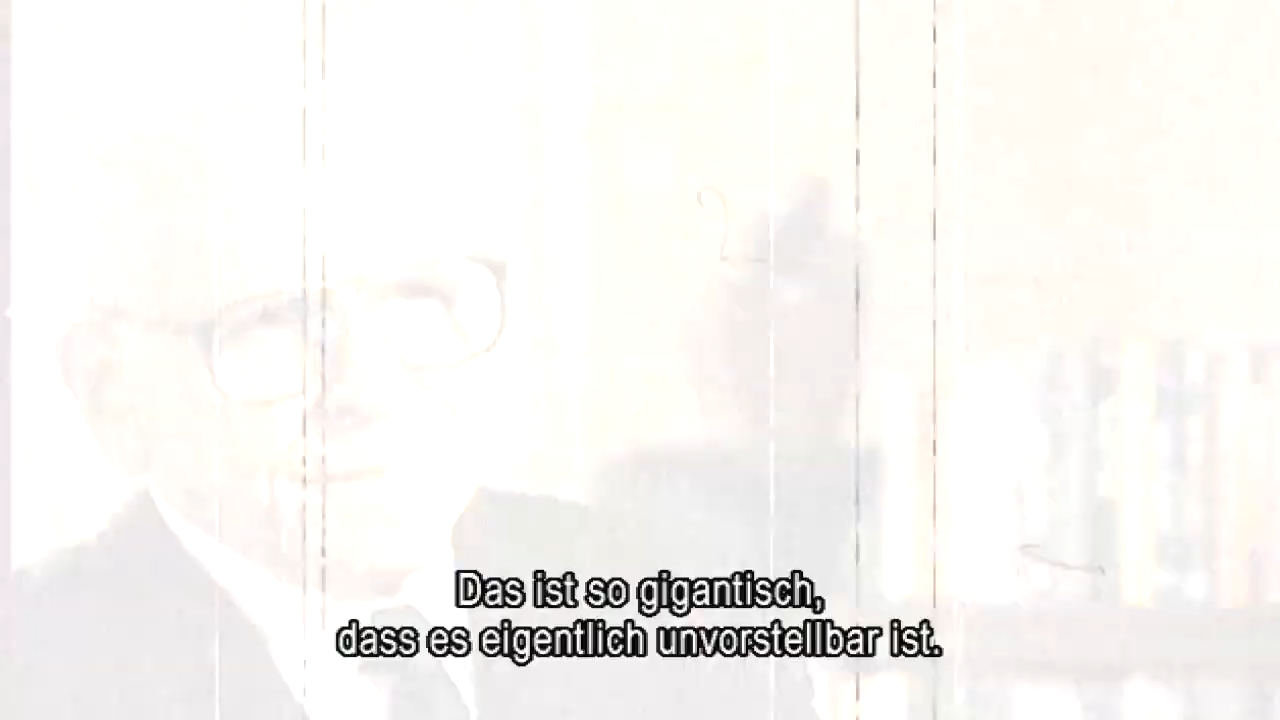 Das ist so gigantisch,
dass es eigentlich unvorstellbar ist.